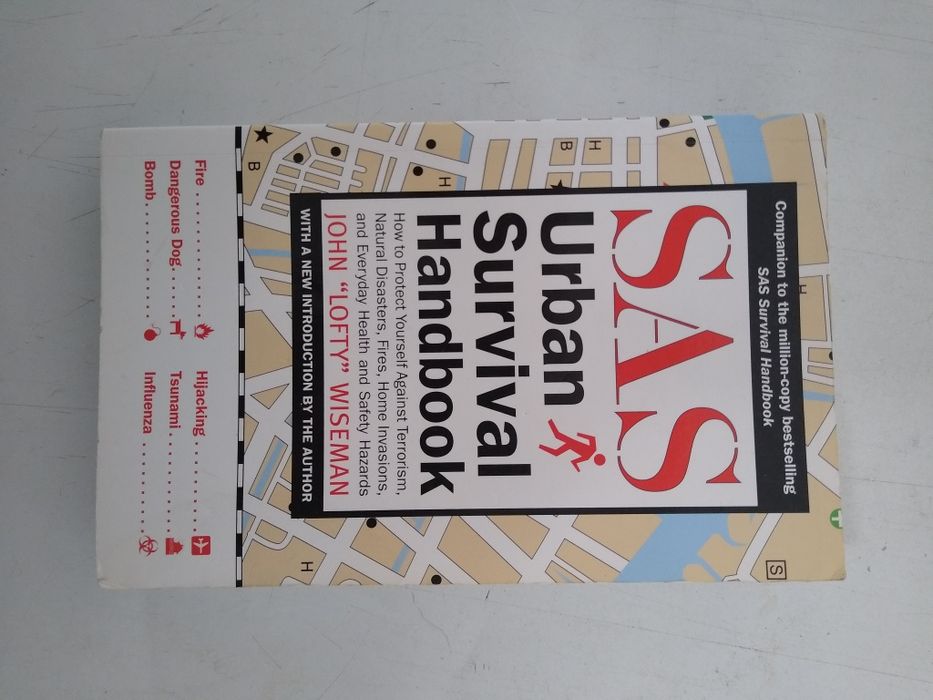 Companion to the million-copy bestselling
SAS Survival Handbook
SAS
Urban
Survival
Handbook
How to Protect Yourself Against Terrorism,
Natural Disasters, Fires, Home Invasions,
and Everyday Health and Safety Hazards
JOHN “LOFTY” WISEMAN
WITH A NEW INTRODUCTION BY THE AUTHOR
H
B
H
H
B
H
S
T
Fire . . . . . . . . . . Hijacking . . . . . . . . .
Dangerous Dog. . . . . Tsunami . . . . . . . . . .
Bomb. . . . . . . . . . Influenza . . . . . . . . .